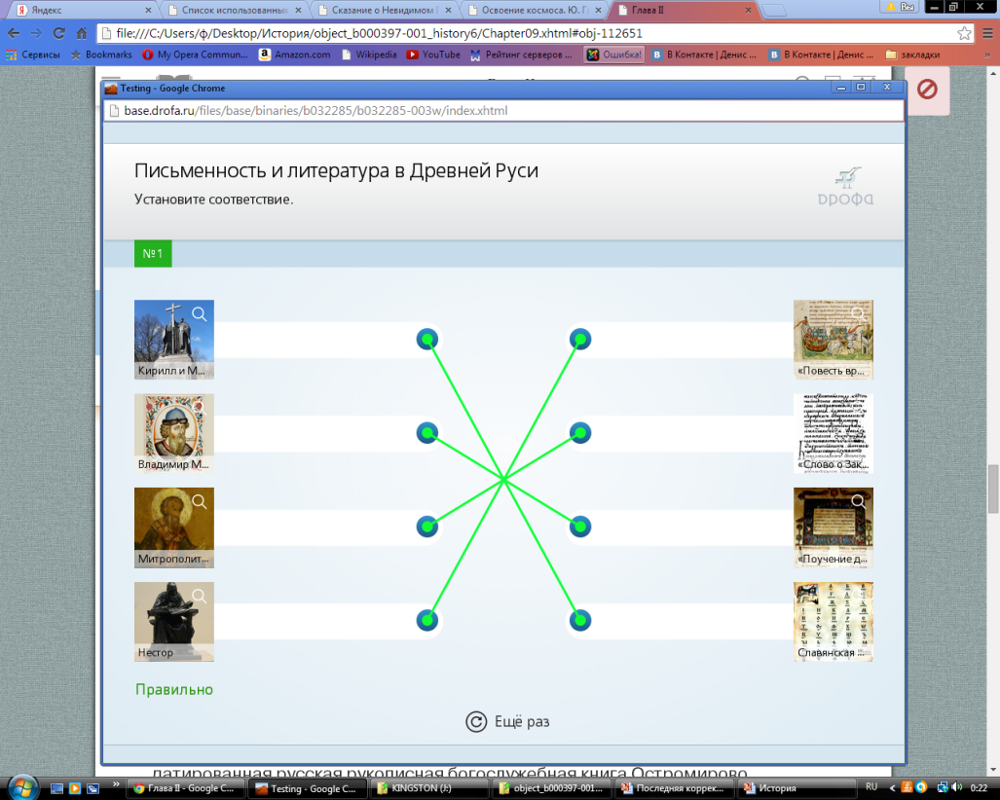 Яндекс
Список использованных
Сказание о Невидимом
Освоение космоса. Ю. Г
Глава II
Вы
file:///C:/Users/ф/Desktop/История/object_b000397-001_history6/Chapter09.xhtml#obj-112651
Сервисы Bookmarks My Opera Commun... Amazon.com Wikipedia YouTube Рейтинг серверов ... Ошибка! В Контакте | Денис ... В Контакте | Денис ... закладки »
Testing - Google Chrome
base.drofa.ru/files/base/binaries/b032285/b032285-003w/index.xhtml
Письменность и литература в Древней Руси
Установите соответствие.
дрофа
№1
Кирилл и М...
«Повесть вр...
Владимир М...
«Слово о Зак...
Митрополит...
«Поучение д...
Нестор
Славянская ...
Правильно
Ещё раз
датированная русская рукописная богослужебная книга Остромирово
» Глава II - Google C... Testing - Google C... KINGSTON (J:) object_b000397-001... Последняя коррек... История RU 0:22